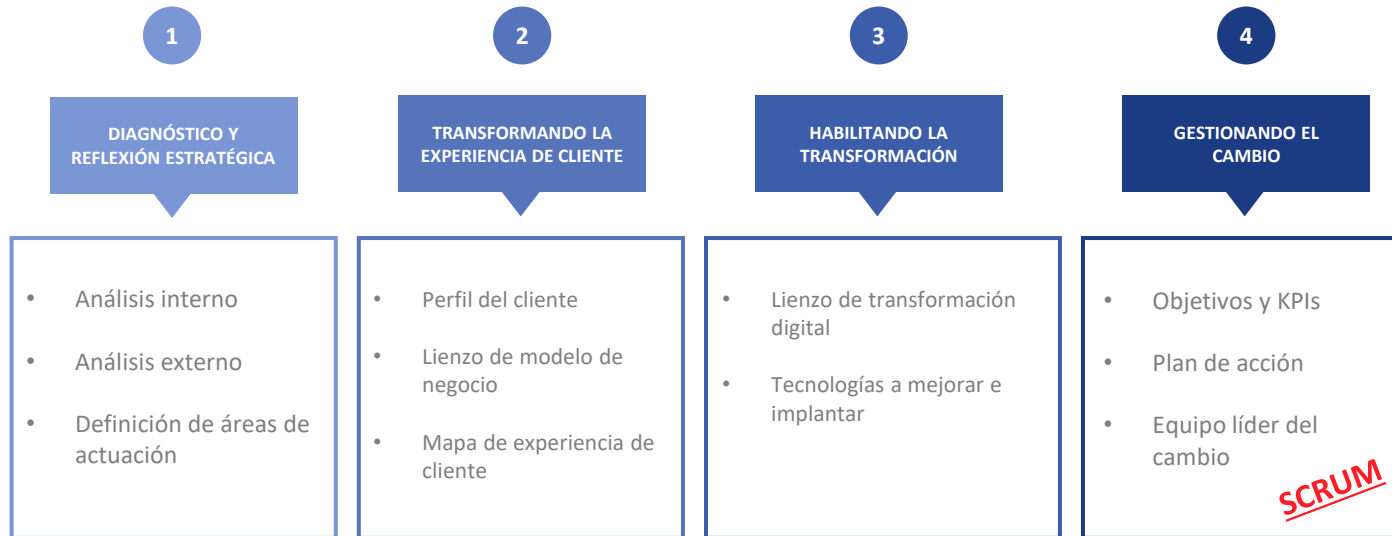 1
DIAGNÓSTICO Y
REFLEXIÓN ESTRATÉGICA
• Análisis interno
• Análisis externo
• Definición de áreas de
actuación
2
TRANSFORMANDO LA
EXPERIENCIA DE CLIENTE
• Perfil del cliente
• Lienzo de modelo de
negocio
• Mapa de experiencia de
cliente
3
HABILITANDO LA
TRANSFORMACIÓN
• Lienzo de transformación
digital
• Tecnologías a mejorar e
implantar
4
GESTIONANDO EL
CAMBIO
• Objetivos y KPIs
• Plan de acción
• Equipo líder del
cambio
SCRUM